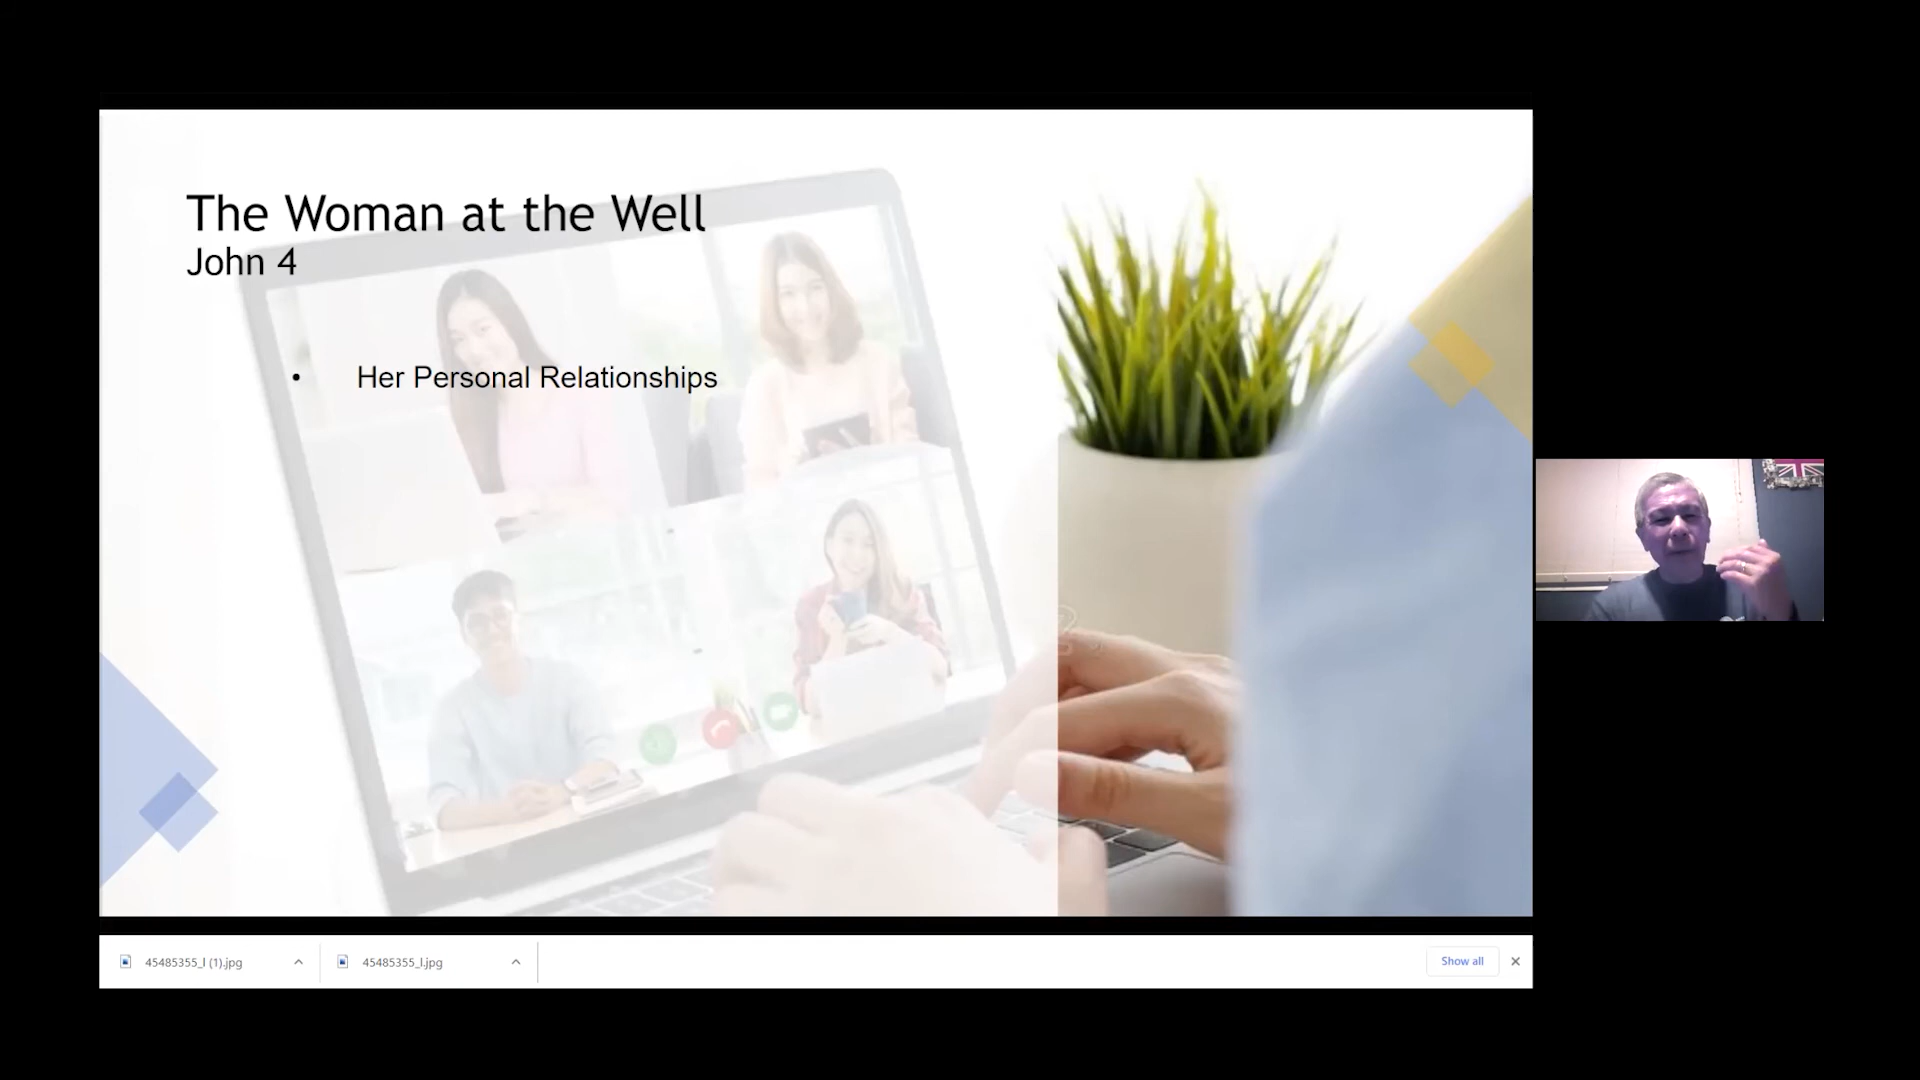 The Woman at the Well
John 4
• Her Personal Relationships
45485355_l (1).jpg
45485355_l.jpg
Show all